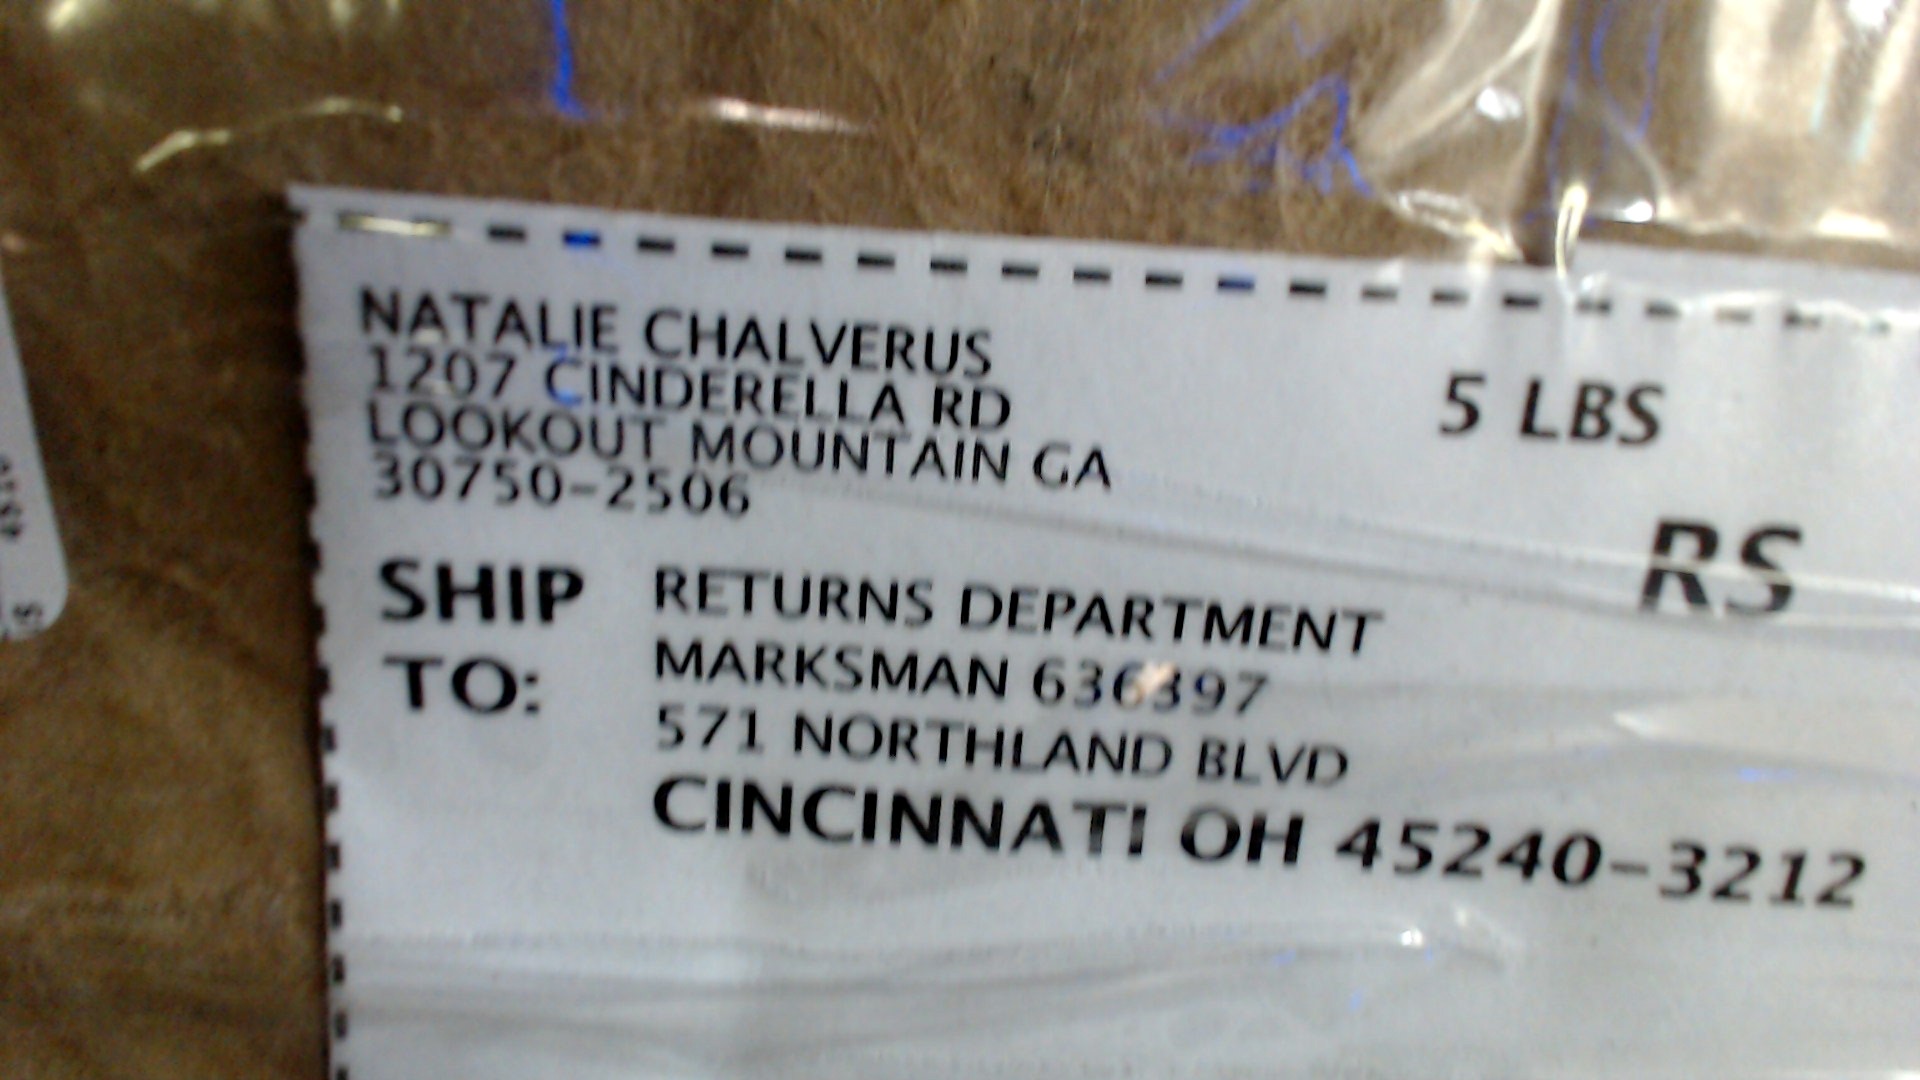 NATALIE CHALVERUS
1207 CINDERELLA RD
LOOKOUT MOUNTAIN GA
30750-2506
5 LBS
RS
SHIP TO:
RETURNS DEPARTMENT
MARKSMAN 636397
571 NORTHLAND BLVD
CINCINNATI OH 45240-3212